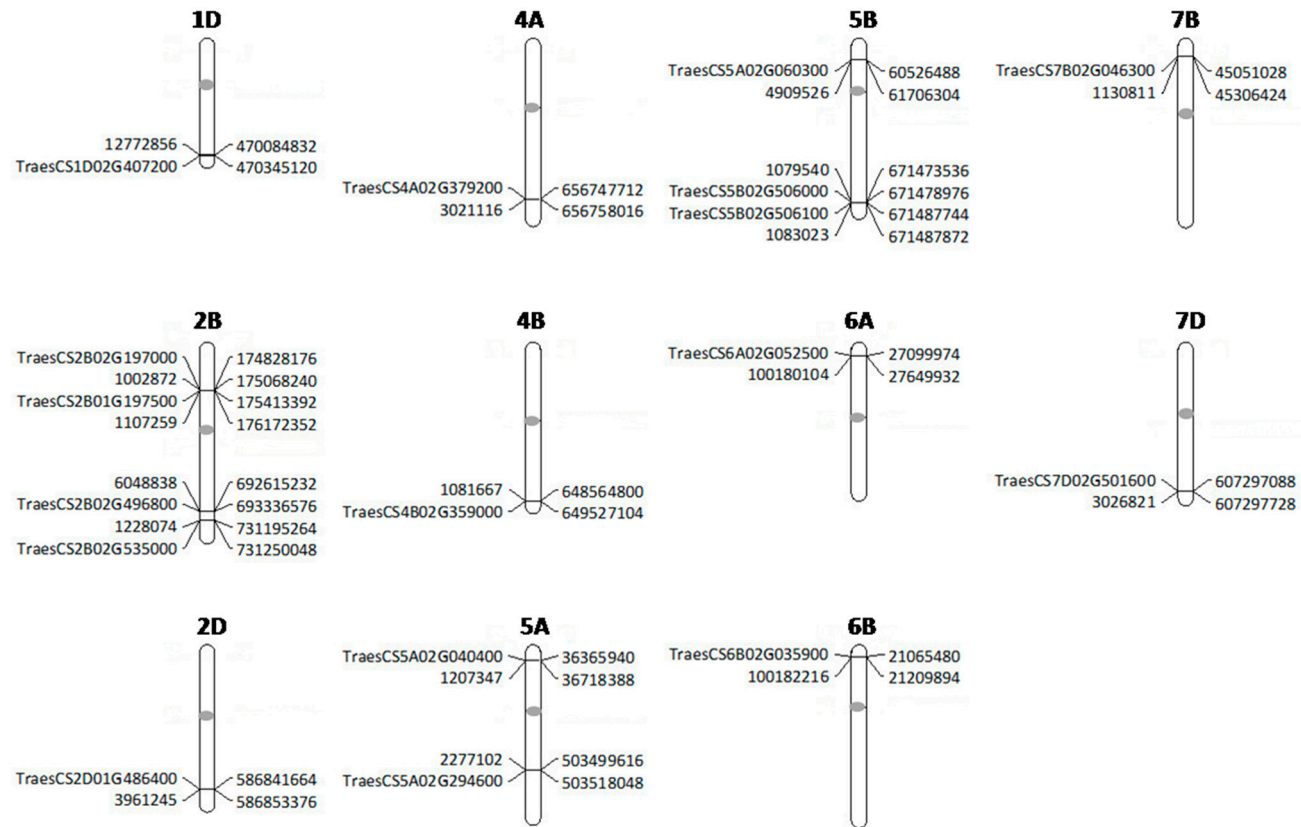 1D
12772856 470084832
TraesCS1D02G407200 470345120
4A
TraesCS4A02G379200 656747712
3021116 656758016
5B
TraesCS5A02G060300 60526488
4909526 61706304
1079540 671473536
TraesCS5B02G506000 671478976
TraesCS5B02G506100 671487744
1083023 671487872
7B
TraesCS7B02G046300 45051028
1130811 45306424
2B
TraesCS2B02G197000 174828176
1002872 175068240
TraesCS2B01G197500 175413392
1107259 176172352
6048838 692615232
TraesCS2B02G496800 693336576
1228074 731195264
TraesCS2B02G535000 731250048
4B
1081667 648564800
TraesCS4B02G359000 649527104
6A
TraesCS6A02G052500 27099974
100180104 27649932
7D
TraesCS7D02G501600 607297088
3026821 607297728
2D
TraesCS2D01G486400 586841664
3961245 586853376
5A
TraesCS5A02G040400 36365940
1207347 36718388
2277102 503499616
TraesCS5A02G294600 503518048
6B
TraesCS6B02G035900 21065480
100182216 21209894